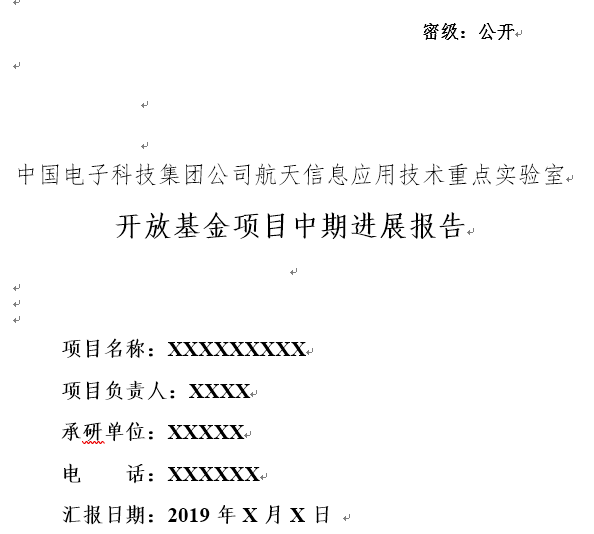 密级：公开
中国电子科技集团公司航天信息应用技术重点实验室
开放基金项目中期进展报告
项目名称：XXXXXXXXX
项目负责人：XXXX
承研单位：XXXXX
电　　话：XXXXXX
汇报日期：2019 年 X 月 X 日